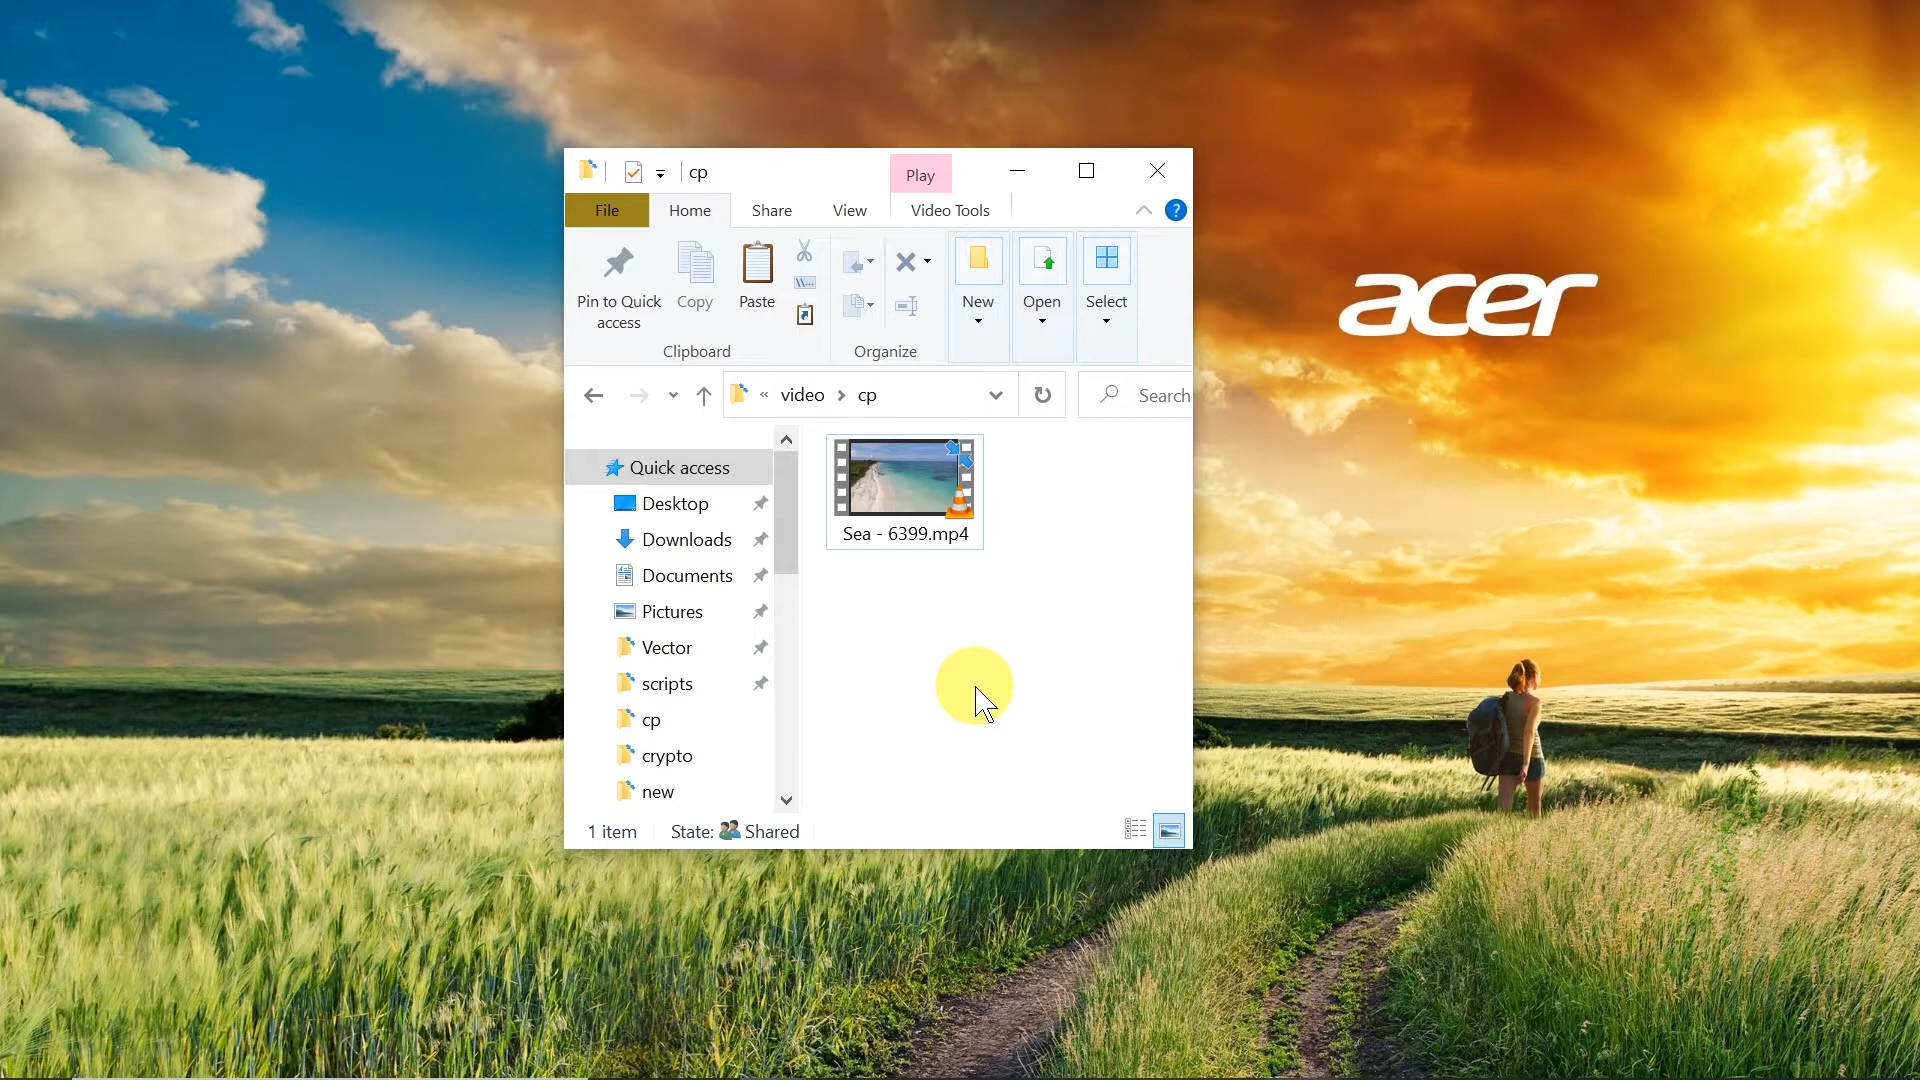 cp
Play
File
Home
Share
View
Video Tools
?
Pin to Quick
access
Copy
Paste
New
Open
Select
Clipboard
Organize
« video > cp
Search
Quick access
Desktop
Downloads
Documents
Pictures
Vector
scripts
cp
crypto
new
Sea - 6399.mp4
1 item
State: Shared
acer